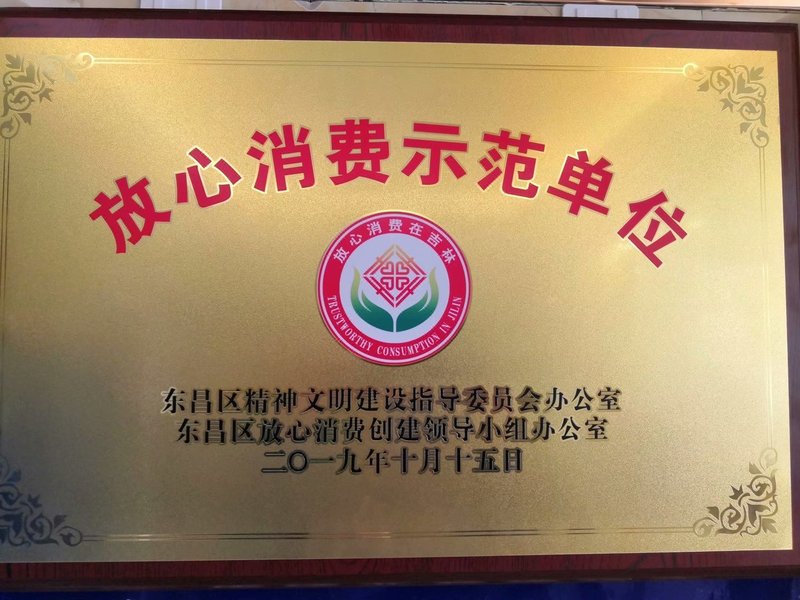 放心消费示范单位
放心消费在吉林
TRUSTWORTHY CONSUMPTION IN JILIN
东昌区精神文明建设指导委员会办公室
东昌区放心消费创建领导小组办公室
二〇一九年十月十五日